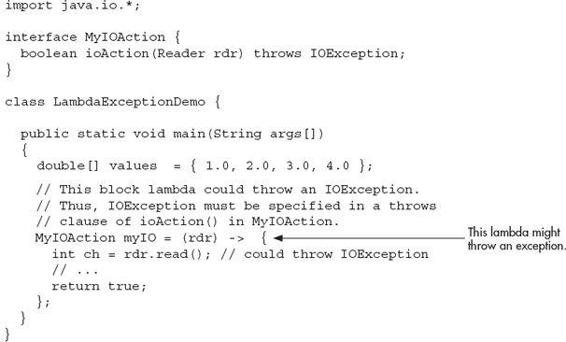 import java.io.*;
interface MyIOAction {
boolean ioAction(Reader rdr) throws IOException;
}
class LambdaExceptionDemo {
public static void main(String args[])
{
double[] values = { 1.0, 2.0, 3.0, 4.0 };
// This block lambda could throw an IOException.
// Thus, IOException must be specified in a throws
// clause of ioAction() in MyIOAction.
MyIOAction myIO = (rdr) -> {
This lambda might
throw an exception.
int ch = rdr.read(); // could throw IOException
// ...
return true;
};
}
}